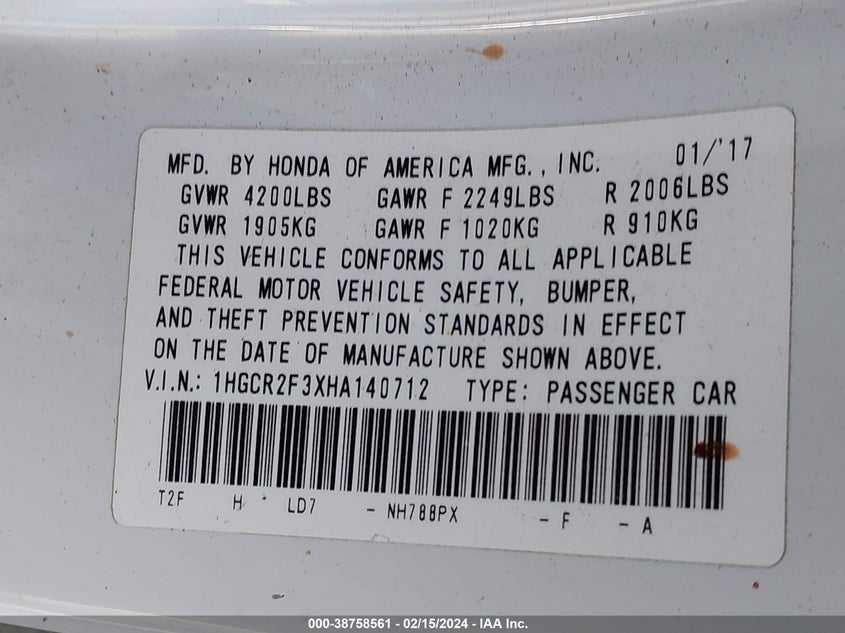 MFD. BY HONDA OF AMERICA MFG., INC. 01/'17
GVWR 4200LBS GAWR F 2249LBS R 2006LBS
GVWR 1905KG GAWR F 1020KG R 910KG
THIS VEHICLE CONFORMS TO ALL APPLICABLE
FEDERAL MOTOR VEHICLE SAFETY, BUMPER,
AND THEFT PREVENTION STANDARDS IN EFFECT
ON THE DATE OF MANUFACTURE SHOWN ABOVE.
V.I.N.: 1HGCR2F3XHA140712 TYPE: PASSENGER CAR
T2F H LD7 - NH788PX - F - A
000-38758561 - 02/15/2024 - IAA Inc.